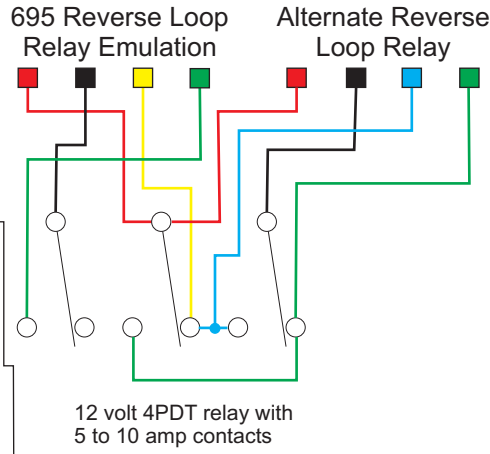 695 Reverse Loop
Relay Emulation
Alternate Reverse
Loop Relay
12 volt 4PDT relay with
5 to 10 amp contacts